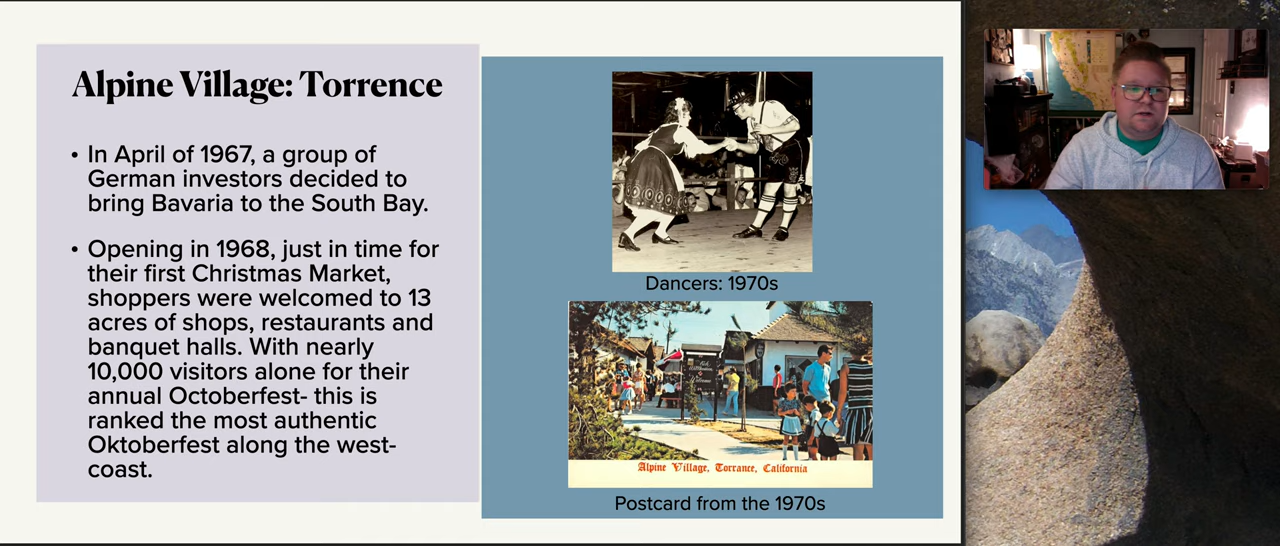 Alpine Village: Torrence
• In April of 1967, a group of
German investors decided to
bring Bavaria to the South Bay.
• Opening in 1968, just in time for
their first Christmas Market,
shoppers were welcomed to 13
acres of shops, restaurants and
banquet halls. With nearly
10,000 visitors alone for their
annual Octoberfest- this is
ranked the most authentic
Oktoberfest along the west-
coast.
Dancers: 1970s
Alpine Village, Torrance, California
Postcard from the 1970s